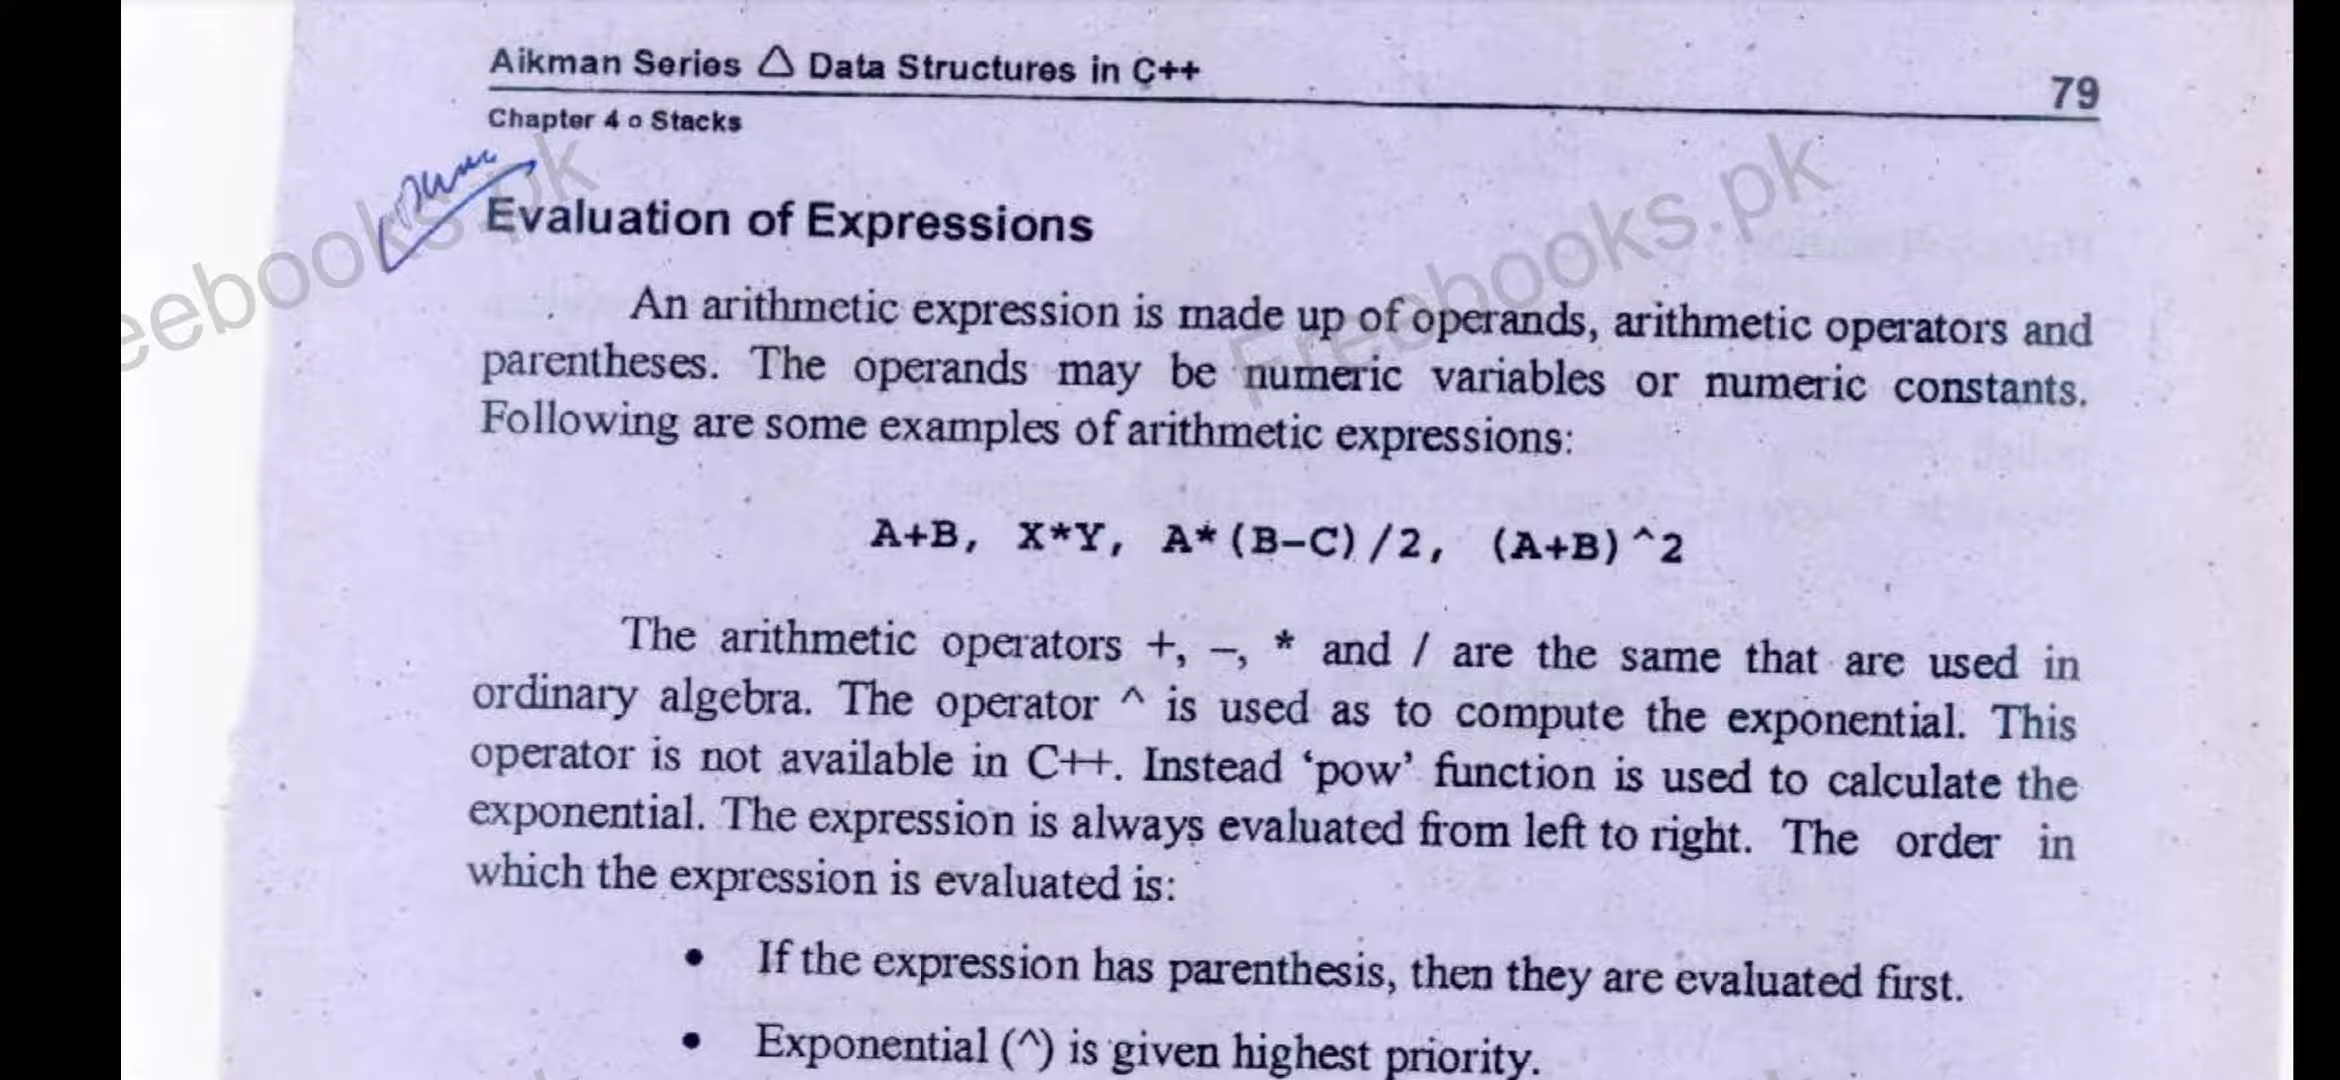 Aikman Series △ Data Structures in C++
79
Chapter 4 o Stacks
Evaluation of Expressions
An arithmetic expression is made up of operands, arithmetic operators and
parentheses. The operands may be numeric variables or numeric constants.
Following are some examples of arithmetic expressions:
A+B, X*Y, A*(B-C)/2, (A+B)^2
The arithmetic operators +, –, * and / are the same that are used in
ordinary algebra. The operator ^ is used as to compute the exponential. This
operator is not available in C++. Instead ‘pow’ function is used to calculate the
exponential. The expression is always evaluated from left to right. The order in
which the expression is evaluated is:
• If the expression has parenthesis, then they are evaluated first.
• Exponential (^) is given highest priority.
eebooks.pk
Freebooks.pk